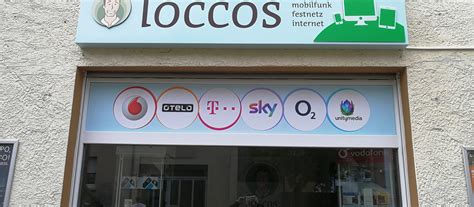 loccos
mobilfunk
festnetz
internet
OTELO
T
sky
O2
unitymedia
vodafone